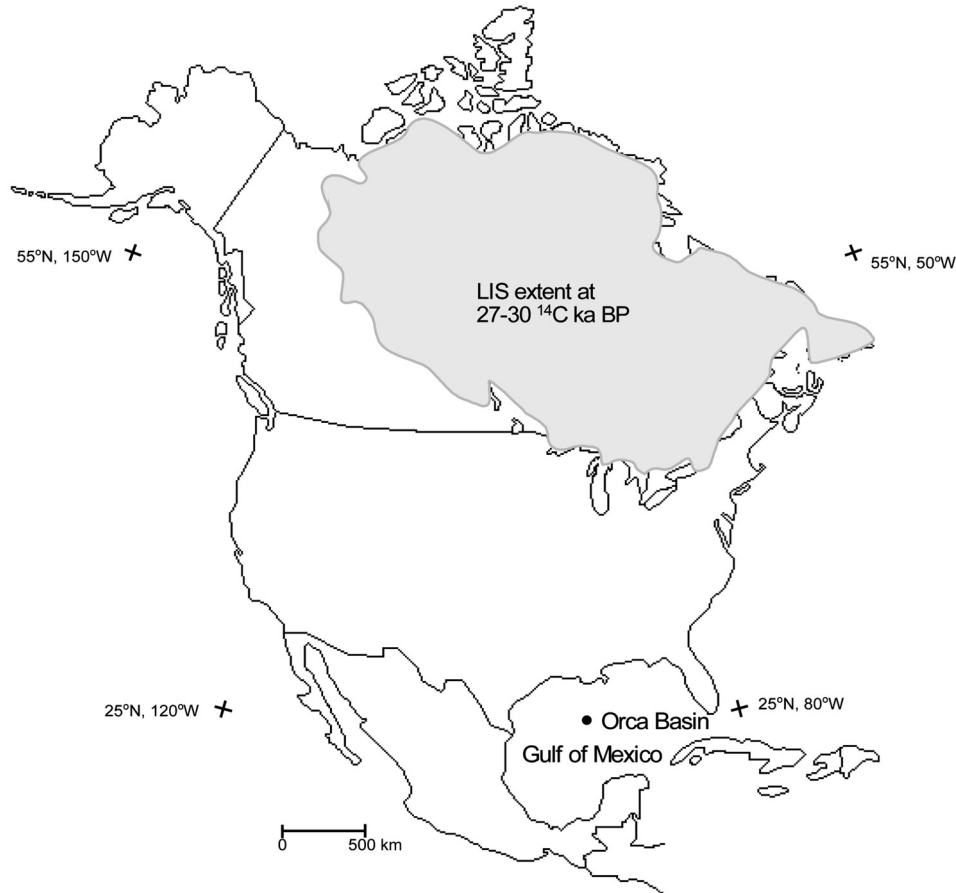 55ºN, 150ºW
55ºN, 50ºW
LIS extent at
27-30 ¹⁴C ka BP
25ºN, 120ºW
25ºN, 80ºW
Orca Basin
Gulf of Mexico
0 500 km